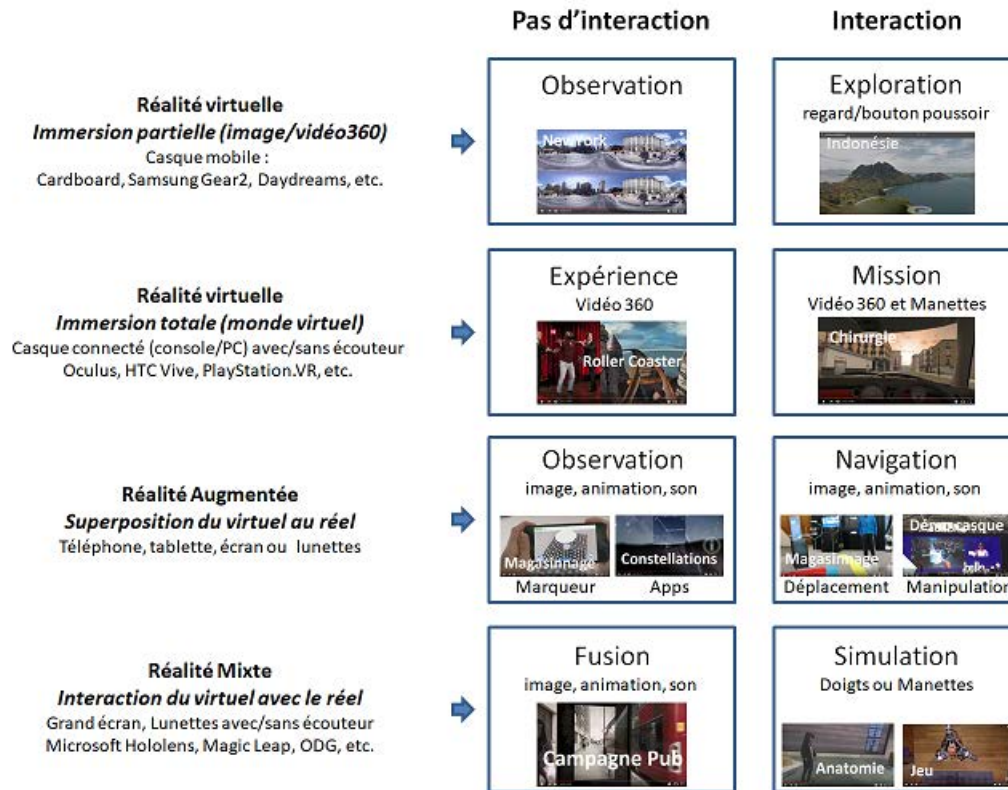 Pas d'interaction
Interaction
Réalité virtuelle
Immersion partielle (image/vidéo360)
Casque mobile :
Cardboard, Samsung Gear2, Daydreams, etc.
Observation
NewYork
Exploration
regard/bouton poussoir
Indonésie
Réalité virtuelle
Immersion totale (monde virtuel)
Casque connecté (console/PC) avec/sans écouteur
Oculus, HTC Vive, PlayStation.VR, etc.
Expérience
Vidéo 360
Roller Coaster
Mission
Vidéo 360 et Manettes
Chirurgie
Réalité Augmentée
Superposition du virtuel au réel
Téléphone, tablette, écran ou lunettes
Observation
image, animation, son
Magasinnage
Constellations
Marqueur
Apps
Navigation
image, animation, son
Magasinage
Démo casque
Déplacement
Manipulation
Réalité Mixte
Interaction du virtuel avec le réel
Grand écran, Lunettes avec/sans écouteur
Microsoft Hololens, Magic Leap, ODG, etc.
Fusion
image, animation, son
Campagne Pub
Simulation
Doigts ou Manettes
Anatomie
Jeu